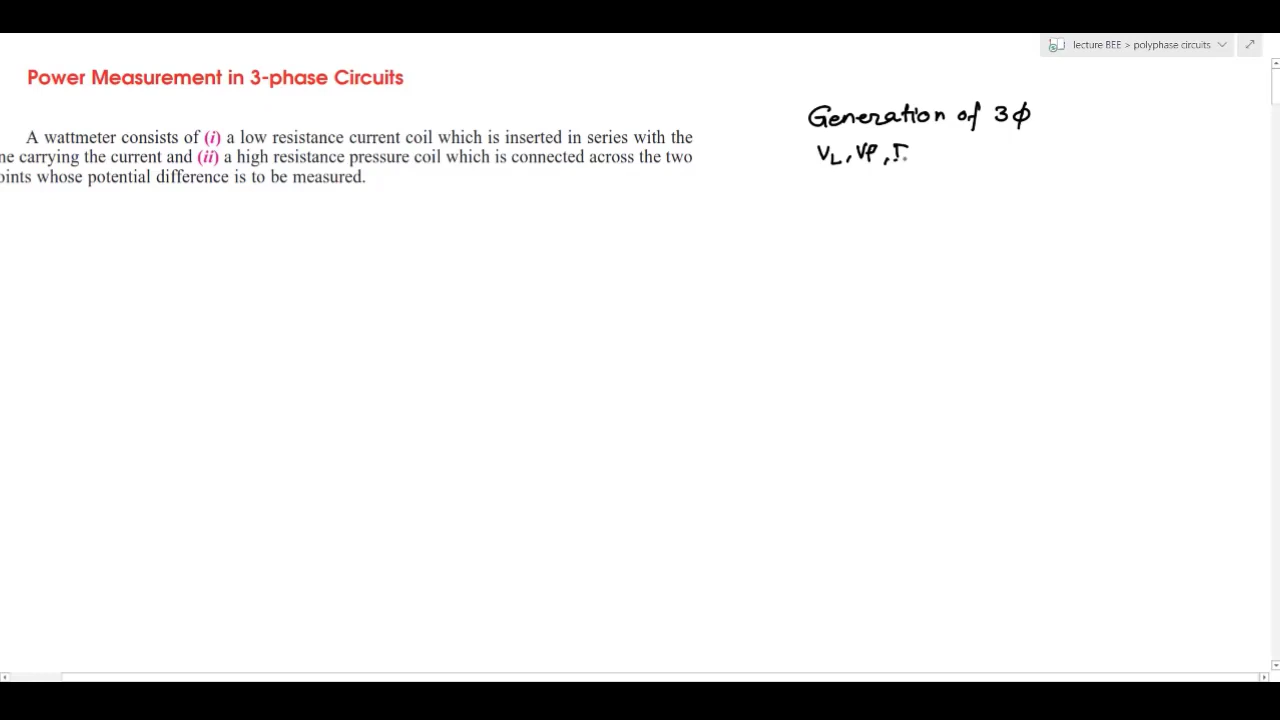 lecture BEE > polyphase circuits
Power Measurement in 3-phase Circuits
A wattmeter consists of (i) a low resistance current coil which is inserted in series with the
ne carrying the current and (ii) a high resistance pressure coil which is connected across the two
oints whose potential difference is to be measured.
Generation of 3ϕ
VL, VP, I